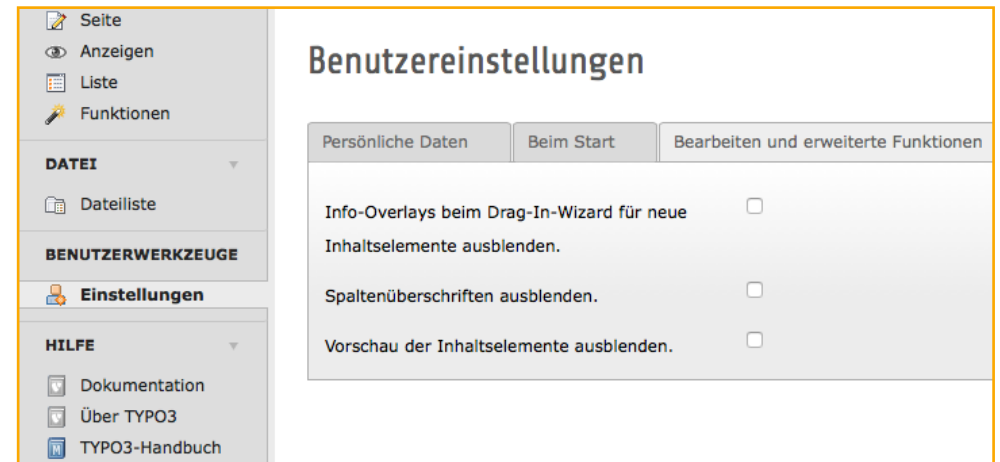 Seite
Anzeigen
Liste
Funktionen
DATEI
Dateiliste
BENUTZERWERKZEUGE
Einstellungen
HILFE
Dokumentation
Über TYPO3
TYPO3-Handbuch
Benutzereinstellungen
Persönliche Daten
Beim Start
Bearbeiten und erweiterte Funktionen
Info-Overlays beim Drag-In-Wizard für neue
Inhaltselemente ausblenden.
Spaltenüberschriften ausblenden.
Vorschau der Inhaltselemente ausblenden.